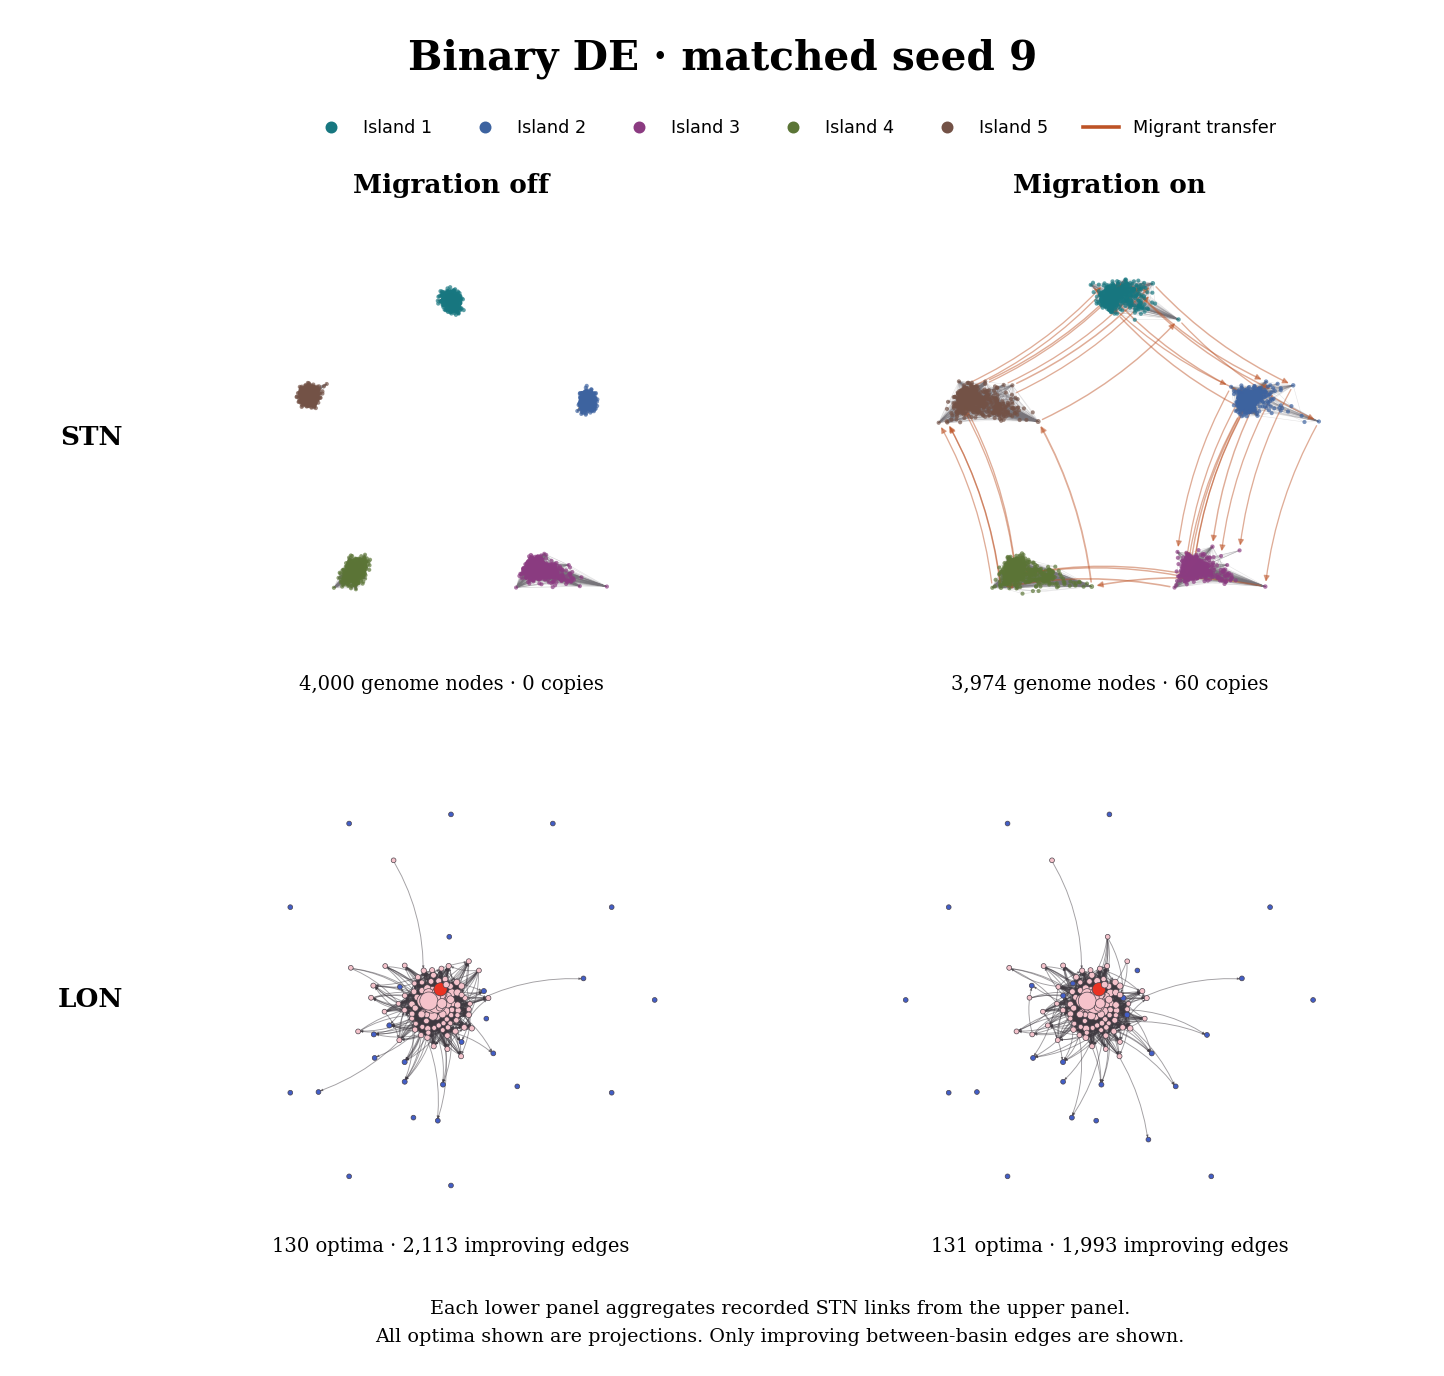 Binary DE · matched seed 9
Island 1 Island 2 Island 3 Island 4 Island 5 Migrant transfer
Migration off Migration on
STN
4,000 genome nodes · 0 copies 3,974 genome nodes · 60 copies
LON
130 optima · 2,113 improving edges 131 optima · 1,993 improving edges
Each lower panel aggregates recorded STN links from the upper panel.
All optima shown are projections. Only improving between-basin edges are shown.